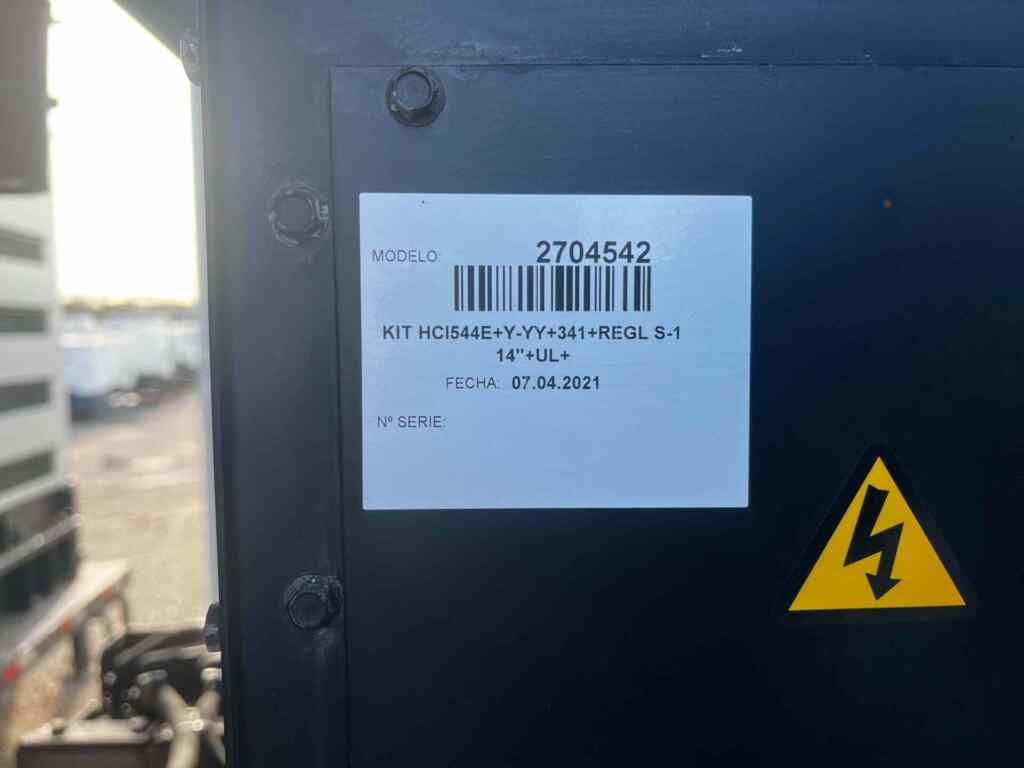 MODELO: 2704542
KIT HCI544E+Y-YY+341+REGL S-1
14"+UL+
FECHA: 07.04.2021
Nº SERIE: